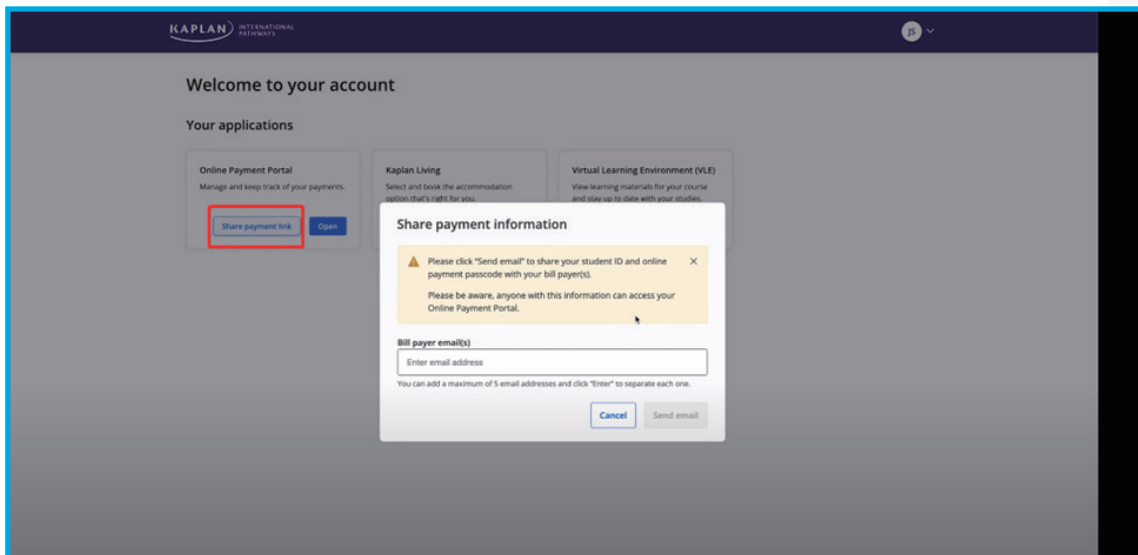 KAPLAN INTERNATIONAL
PATHWAYS
JS
Welcome to your account
Your applications
Online Payment Portal
Manage and keep track of your payments.
Share payment link
Open
Kaplan Living
Select and book the accommodation
option that's right for you.
Virtual Learning Environment (VLE)
View learning materials for your course
and stay up to date with your studies.
Share payment information
Please click "Send email" to share your student ID and online
payment passcode with your bill payer(s).
Please be aware, anyone with this information can access your
Online Payment Portal.
Bill payer email(s)
Enter email address
You can add a maximum of 5 email addresses and click "Enter" to separate each one.
Cancel
Send email